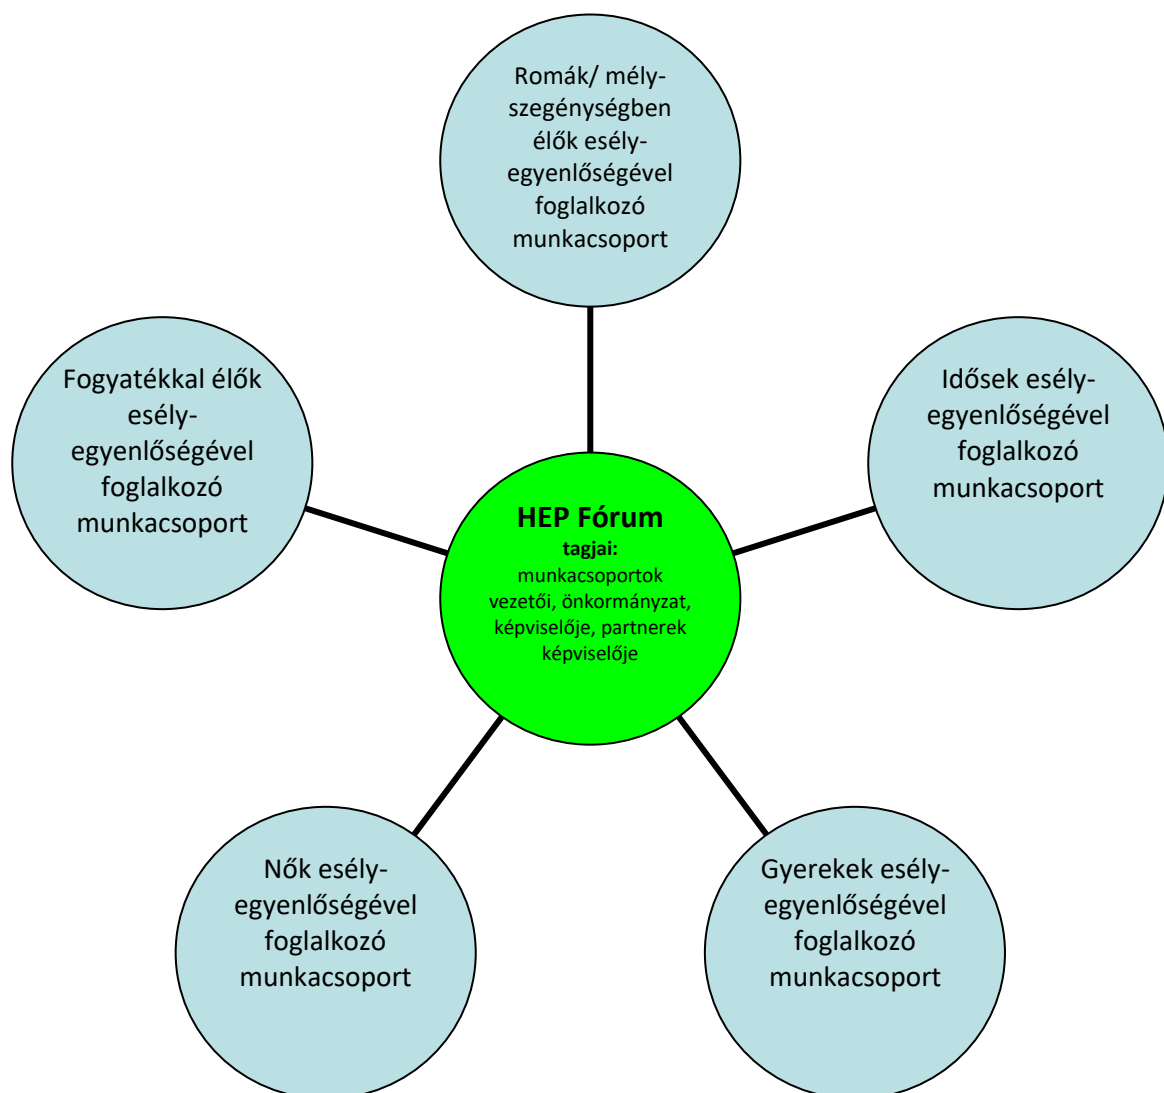 Romák/ mély-
szegénységben
élők esély-
egyenlőségével
foglalkozó
munkacsoport
Fogyatékkal élők
esély-
egyenlőségével
foglalkozó
munkacsoport
Idősek esély-
egyenlőségével
foglalkozó
munkacsoport
HEP Fórum
tagjai:
munkacsoportok
vezetői, önkormányzat,
képviselője, partnerek
képviselője
Nők esély-
egyenlőségével
foglalkozó
munkacsoport
Gyerekek esély-
egyenlőségével
foglalkozó
munkacsoport